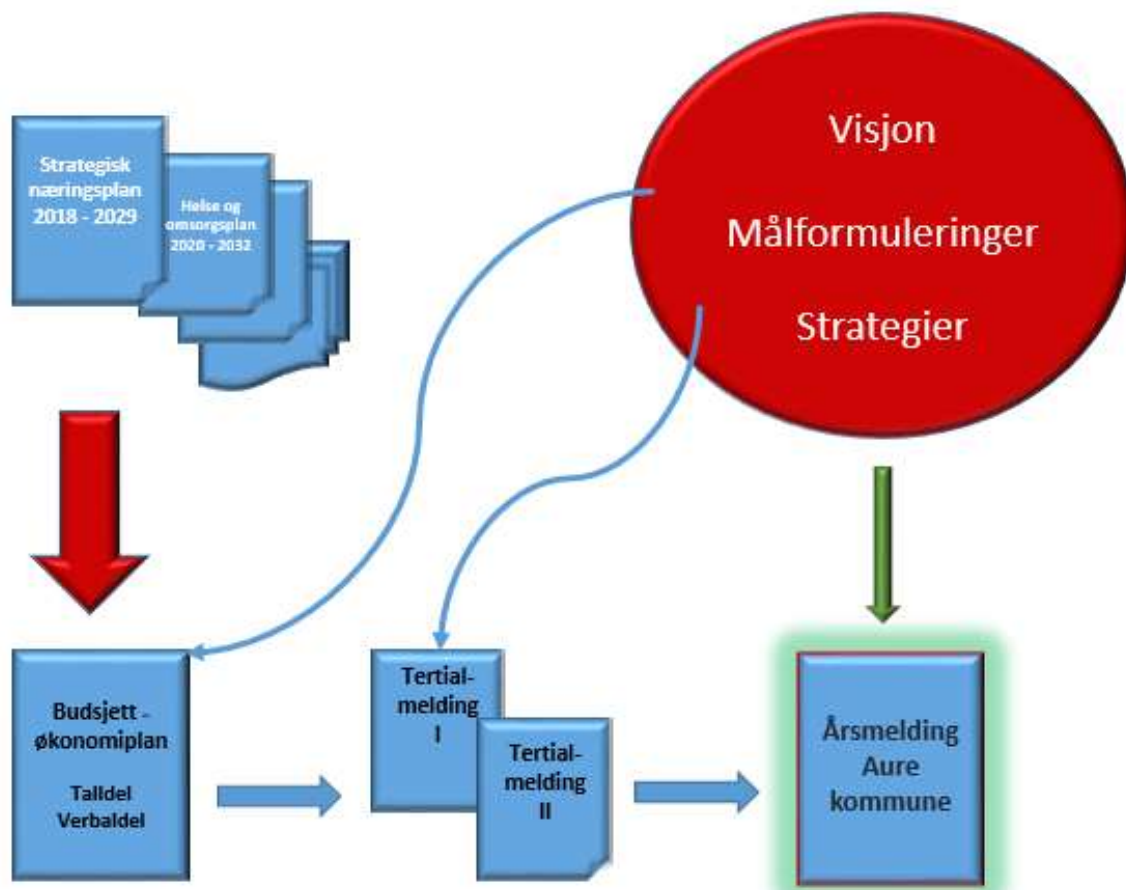 Strategisk
næringsplan
2018 - 2029
Helse og
omsorgsplan
2020 - 2032
Visjon
Målformuleringer
Strategier
Budsjett -
økonomiplan
Talldel
Verbaldel
Tertial-
melding
I
Tertial-
melding
II
Årsmelding
Aure
kommune